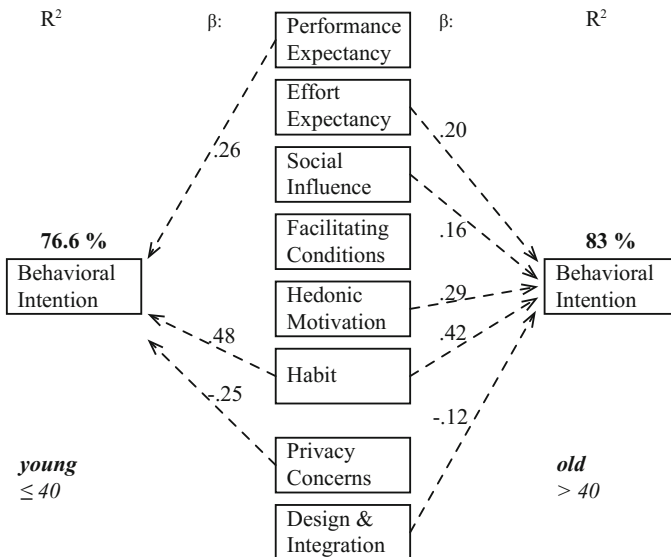 R² β: Performance Expectancy β: R²
Effort
Expectancy
.20
.26
Social
Influence
.16
76.6 %
Facilitating
Conditions
83 %
Behavioral
Intention
Behavioral
Intention
Hedonic
Motivation
.29
.48
.42
Habit
-.25
-.12
Privacy
Concerns
young
≤ 40
old
> 40
Design &
Integration